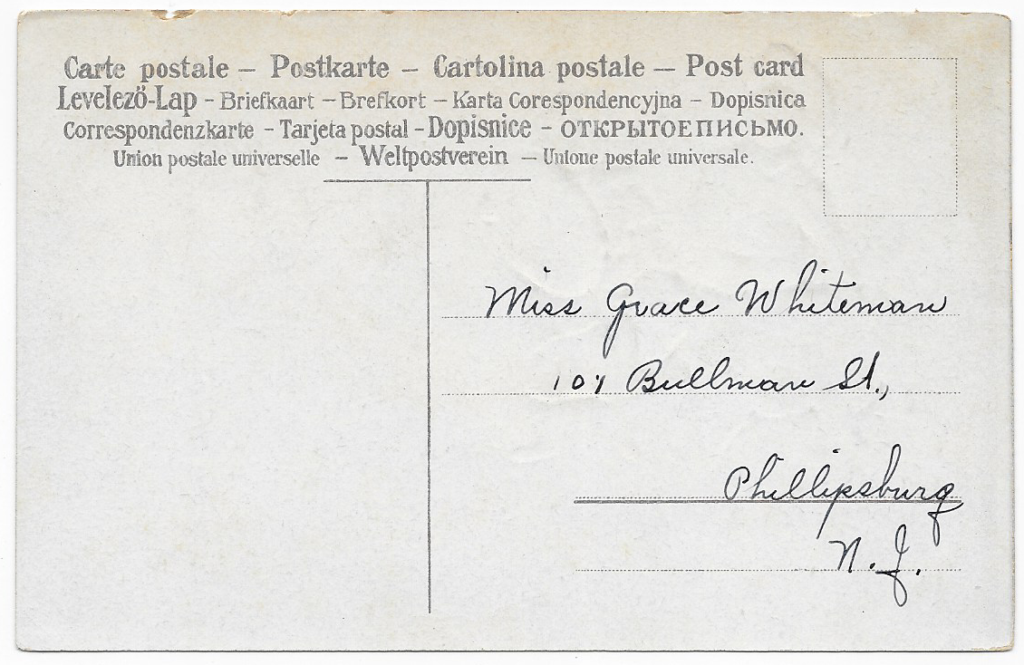 Carte postale – Postkarte – Cartolina postale – Post card
Levelező-Lap – Briefkaart – Brefkort – Karta Corespondencyjna – Dopisnica
Correspondenzkarte – Tarjeta postal – Dopisnice – ОТКРЫТОЕ ПИСЬМО.
Union postale universelle – Weltpostverein – Unione postale universale.
Miss Grace Whiteman
107 Bullman St.,
Phillipsburg
N. J.